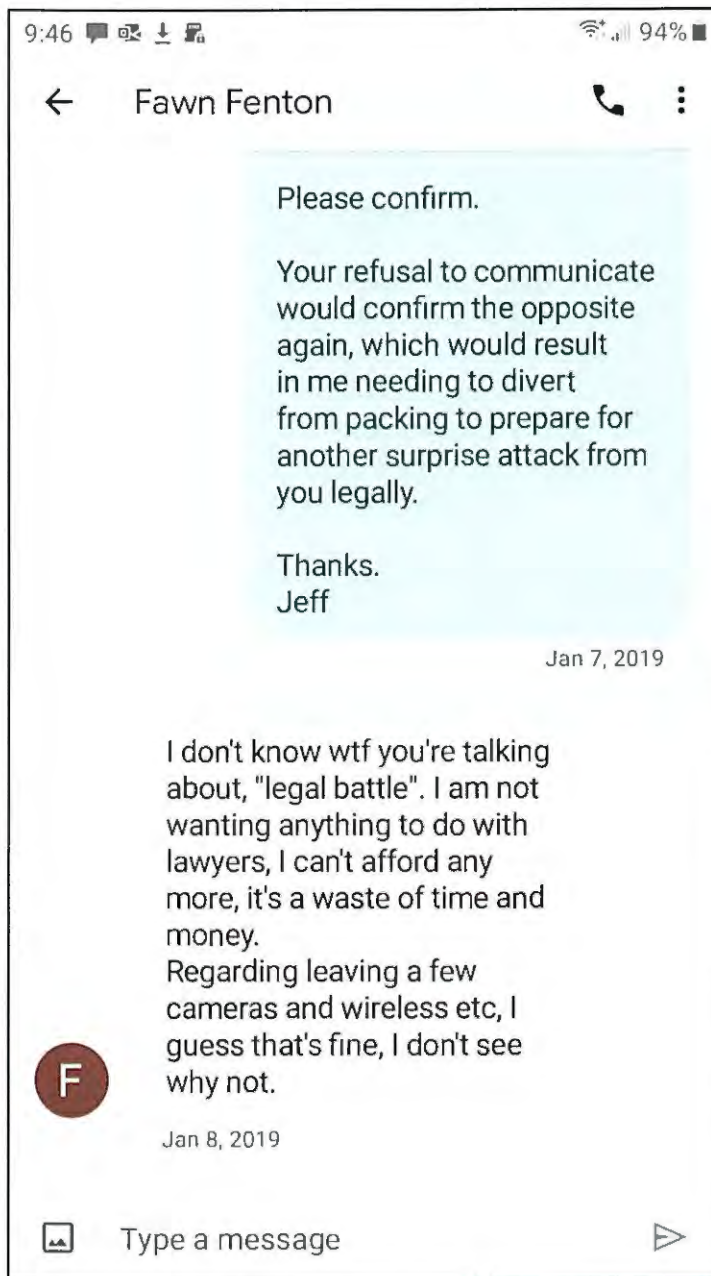 9:46 94%
← Fawn Fenton
Please confirm.
Your refusal to communicate
would confirm the opposite
again, which would result
in me needing to divert
from packing to prepare for
another surprise attack from
you legally.
Thanks.
Jeff
Jan 7, 2019
I don't know wtf you're talking
about, "legal battle". I am not
wanting anything to do with
lawyers, I can't afford any
more, it's a waste of time and
money.
Regarding leaving a few
cameras and wireless etc, I
guess that's fine, I don't see
why not.
F
Jan 8, 2019
Type a message